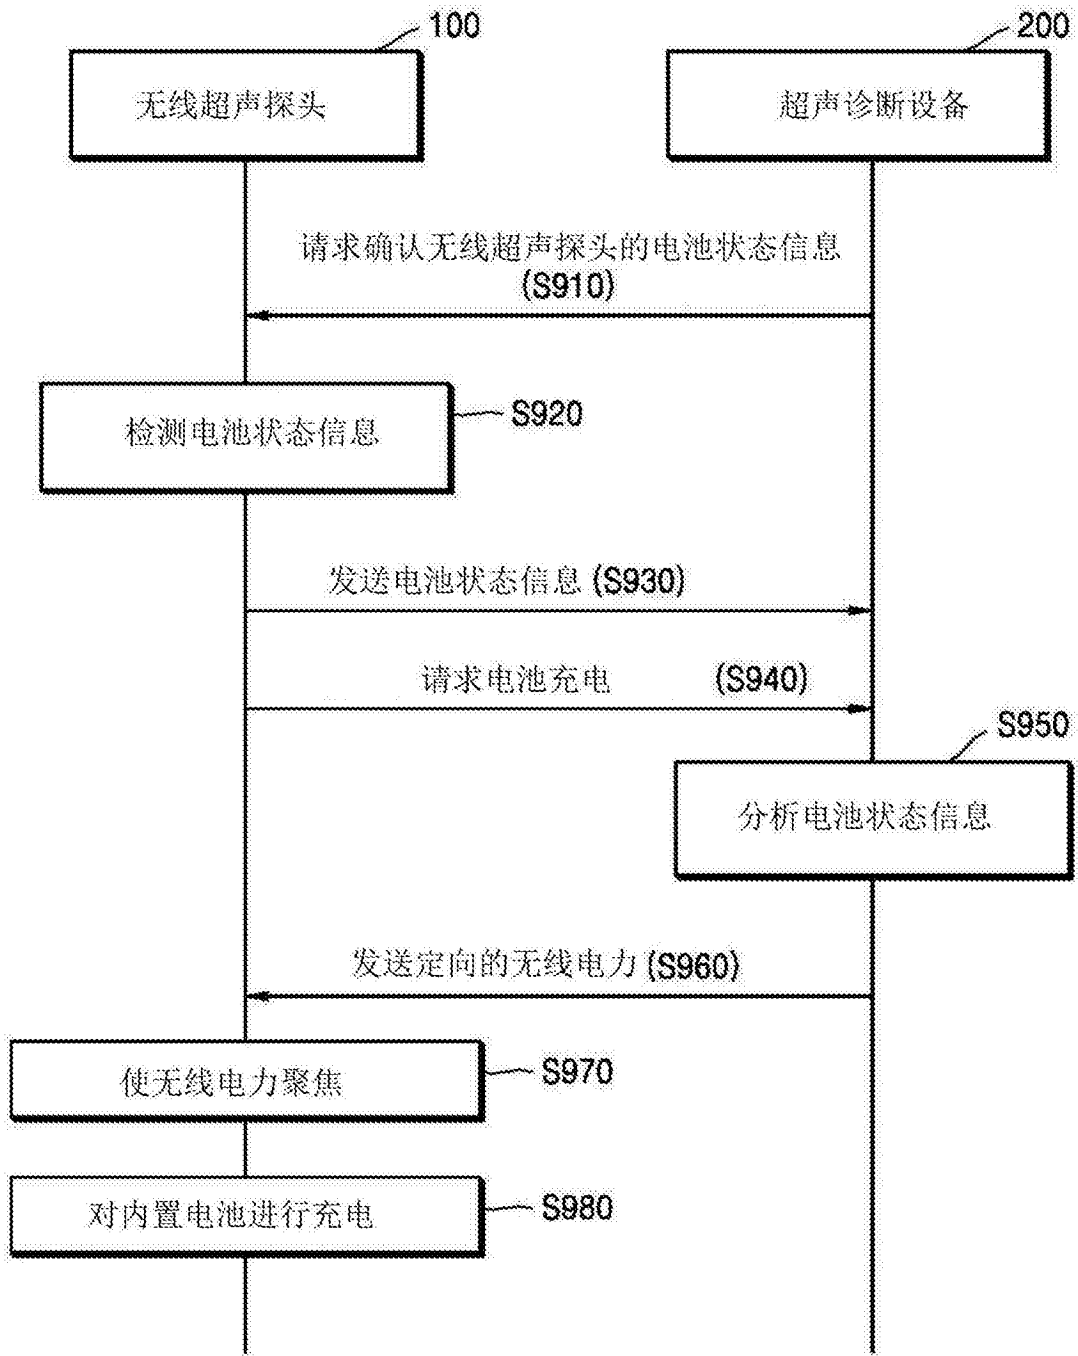 100
200
无线超声探头
超声诊断设备
请求确认无线超声探头的电池状态信息
(S910)
检测电池状态信息
S920
发送电池状态信息 (S930)
请求电池充电 (S940)
S950
分析电池状态信息
发送定向的无线电力 (S960)
使无线电力聚焦
S970
对内置电池进行充电
S980